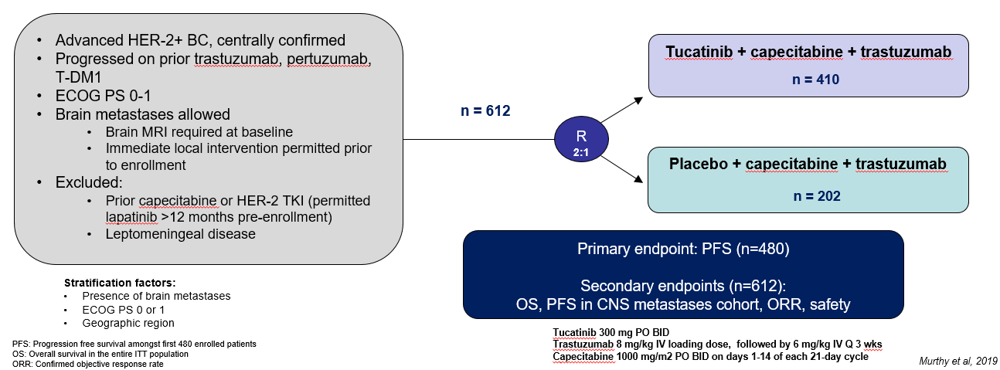 • Advanced HER-2+ BC, centrally confirmed
• Progressed on prior trastuzumab, pertuzumab,
T-DM1
• ECOG PS 0-1
• Brain metastases allowed
• Brain MRI required at baseline
• Immediate local intervention permitted prior
to enrollment
• Excluded:
• Prior capecitabine or HER-2 TKI (permitted
lapatinib >12 months pre-enrollment)
• Leptomeningeal disease
n = 612
R
2:1
Tucatinib + capecitabine + trastuzumab
n = 410
Placebo + capecitabine + trastuzumab
n = 202
Primary endpoint: PFS (n=480)
Secondary endpoints (n=612):
OS, PFS in CNS metastases cohort, ORR, safety
Stratification factors:
• Presence of brain metastases
• ECOG PS 0 or 1
• Geographic region
PFS: Progression free survival amongst first 480 enrolled patients
OS: Overall survival in the entire ITT population
ORR: Confirmed objective response rate
Tucatinib 300 mg PO BID
Trastuzumab 8 mg/kg IV loading dose, followed by 6 mg/kg IV Q 3 wks
Capecitabine 1000 mg/m2 PO BID on days 1-14 of each 21-day cycle
Murthy et al, 2019